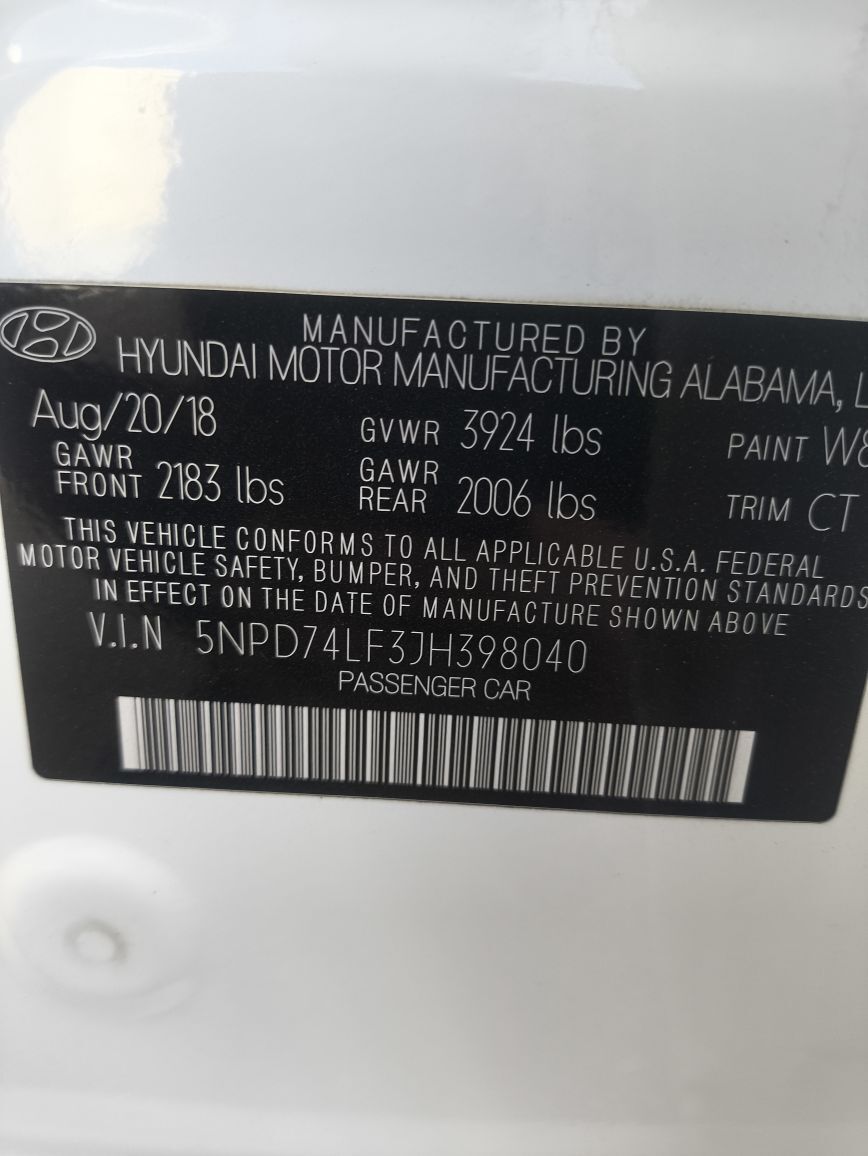 MANUFACTURED BY
HYUNDAI MOTOR MANUFACTURING ALABAMA,
Aug/20/18 GVWR 3924 lbs PAINT
GAWR FRONT 2183 lbs GAWR REAR 2006 lbs TRIM CT
THIS VEHICLE CONFORMS TO ALL APPLICABLE U.S.A. FEDERAL
MOTOR VEHICLE SAFETY, BUMPER, AND THEFT PREVENTION STANDARDS
IN EFFECT ON THE DATE OF MANUFACTURE SHOWN ABOVE
V.I.N 5NPD74LF3JH398040
PASSENGER CAR